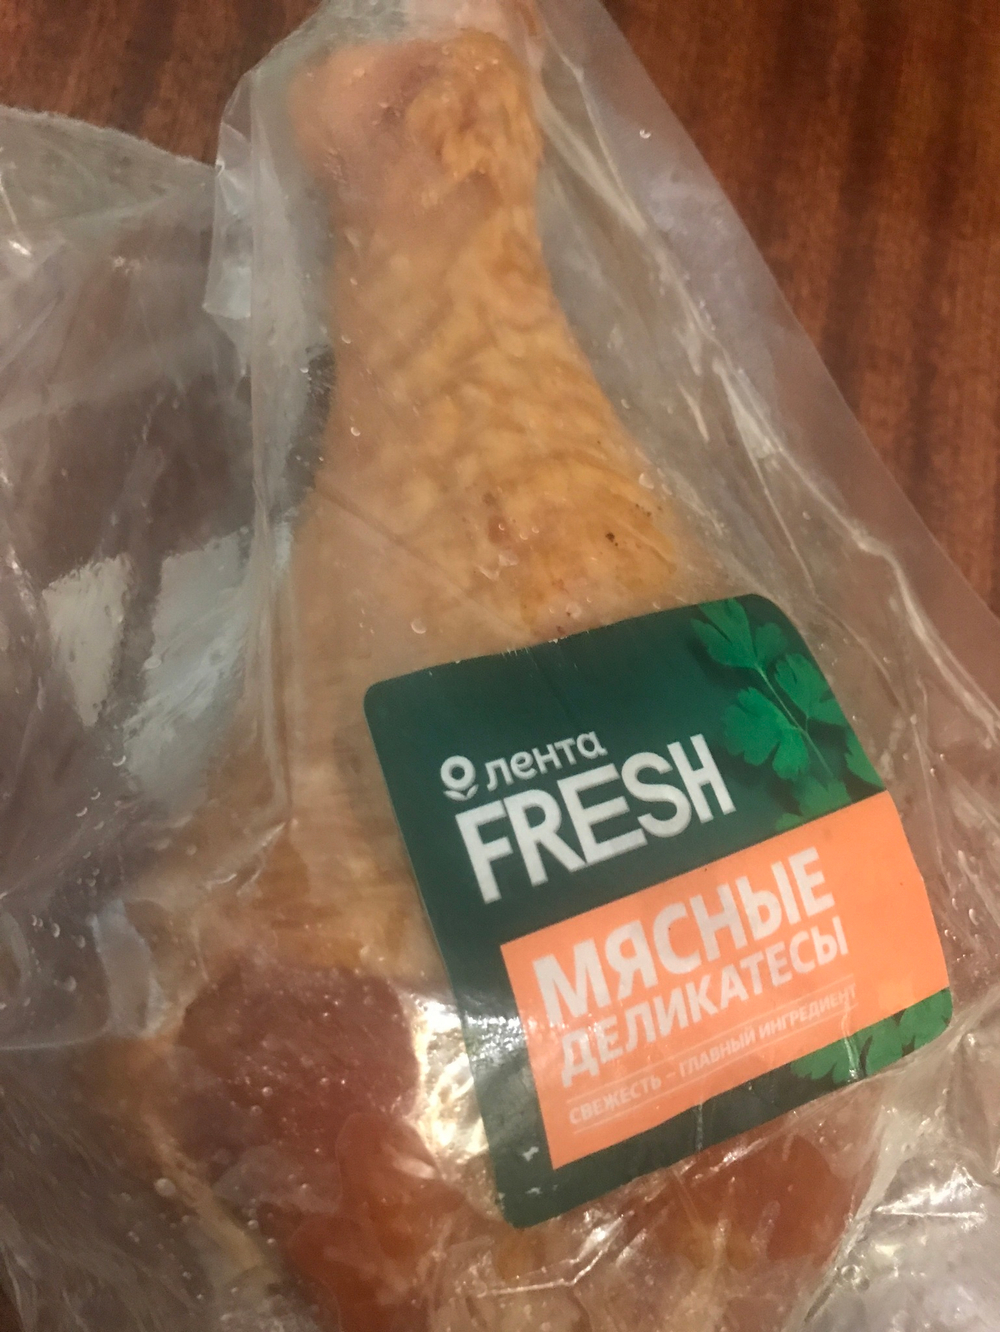 лента
FRESH
МЯСНЫЕ
ДЕЛИКАТЕСЫ
СВЕЖЕСТЬ – ГЛАВНЫЙ ИНГРЕДИЕНТ